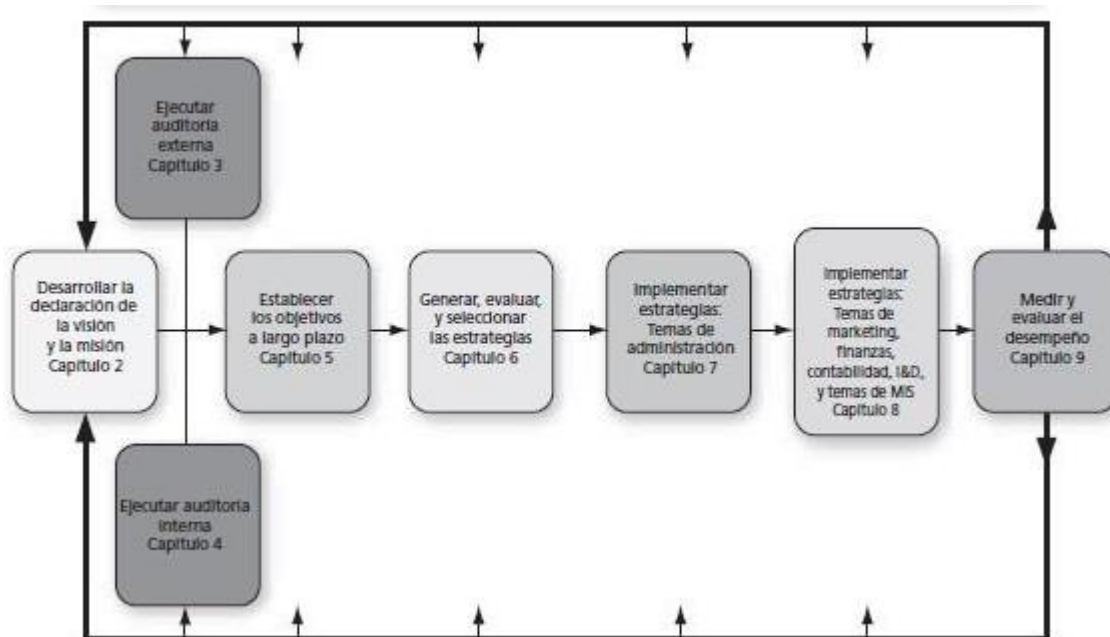 Ejecutar
auditoria
externa
Capítulo 3
Desarrollar la
declaración de
la visión
y la misión
Capítulo 2
Establecer
los objetivos
a largo plazo
Capítulo 5
Generar, evaluar,
y seleccionar
las estrategias
Capítulo 6
Implementar
estrategias:
Temas de
administración
Capítulo 7
Implementar
estrategias:
Temas de
marketing,
finanzas,
contabilidad, I&D,
y temas de MIS
Capítulo 8
Medir y
evaluar el
desempeño
Capítulo 9
Ejecutar auditoria
interna
Capítulo 4